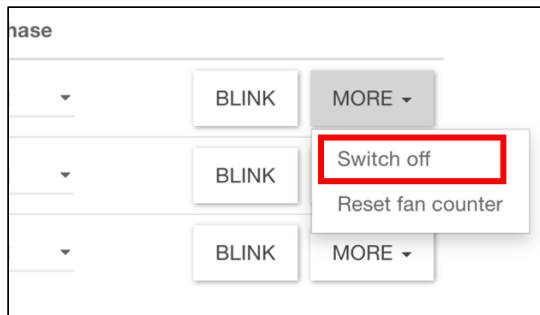 hase
BLINK MORE
Switch off
BLINK
Reset fan counter
BLINK MORE